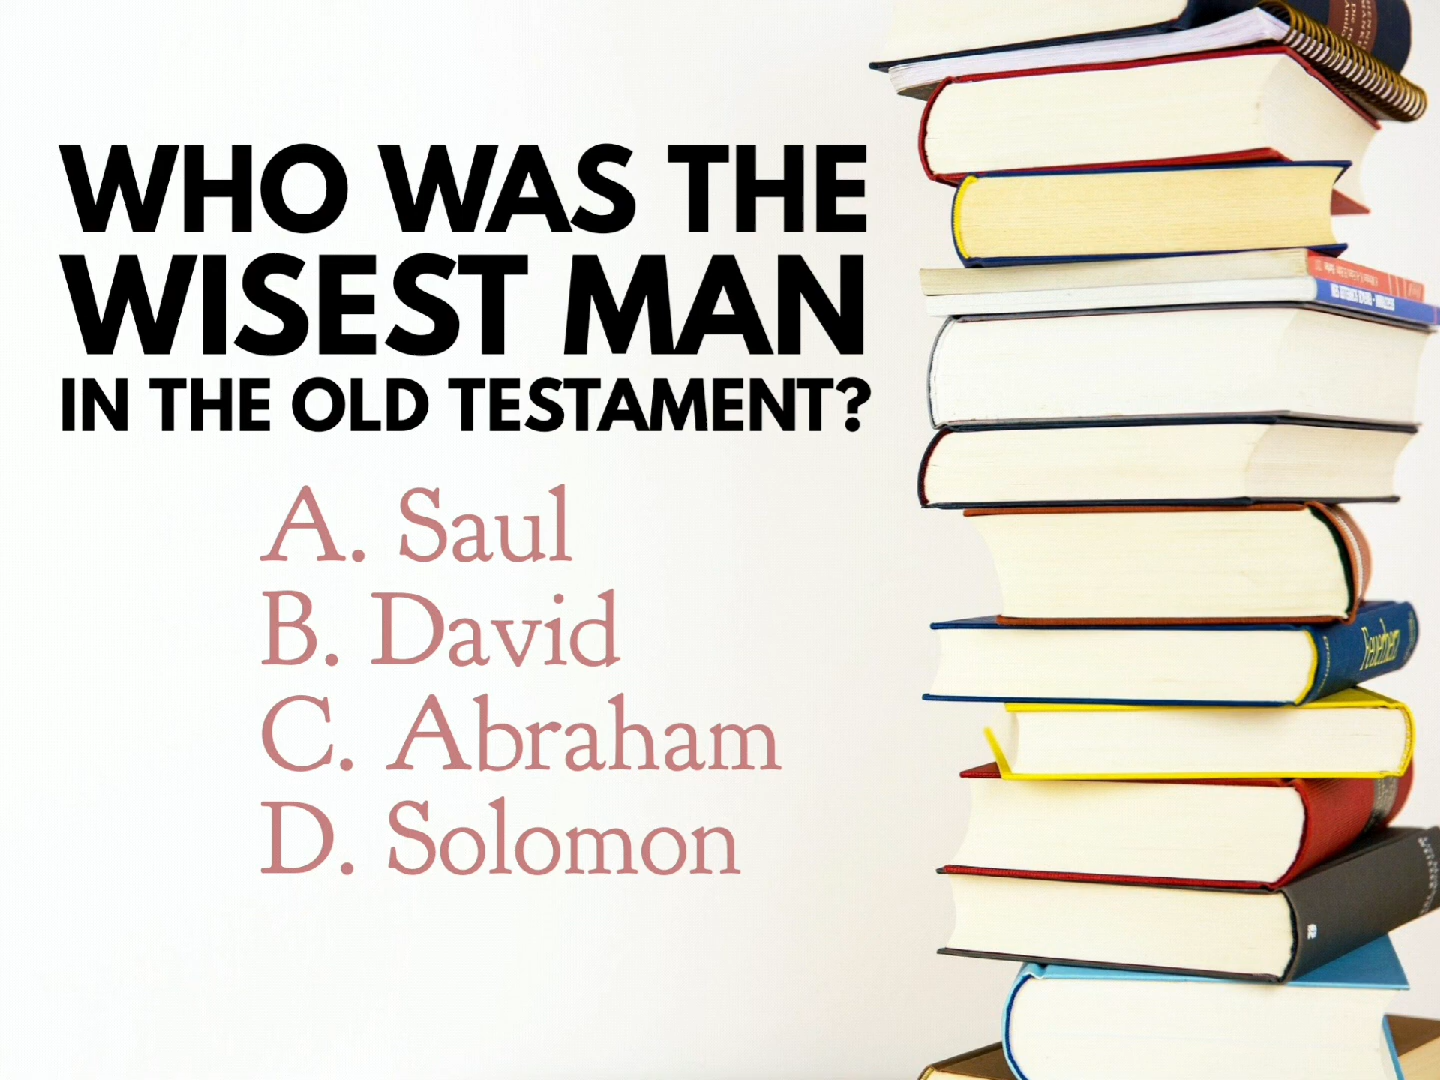 WHO WAS THE
WISEST MAN
IN THE OLD TESTAMENT?
A. Saul
B. David
C. Abraham
D. Solomon